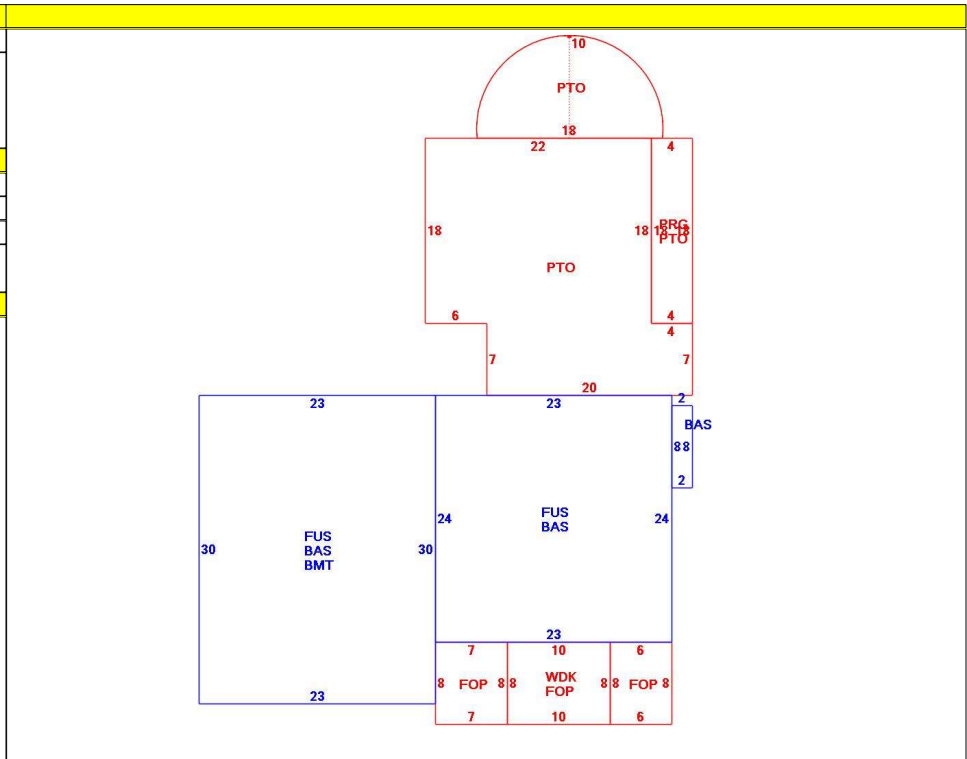 10
PTO
18
22 4
18 18 18 18
PRG
PTO
PTO
6 4
4
7 7
20
23 23 2
BAS
8 8
2
24 FUS 24
BAS
30 FUS 30
BAS
BMT
23
7 10 6
8 FOP 8 8 WDK 8 8 FOP 8
FOP
23
7 10 6